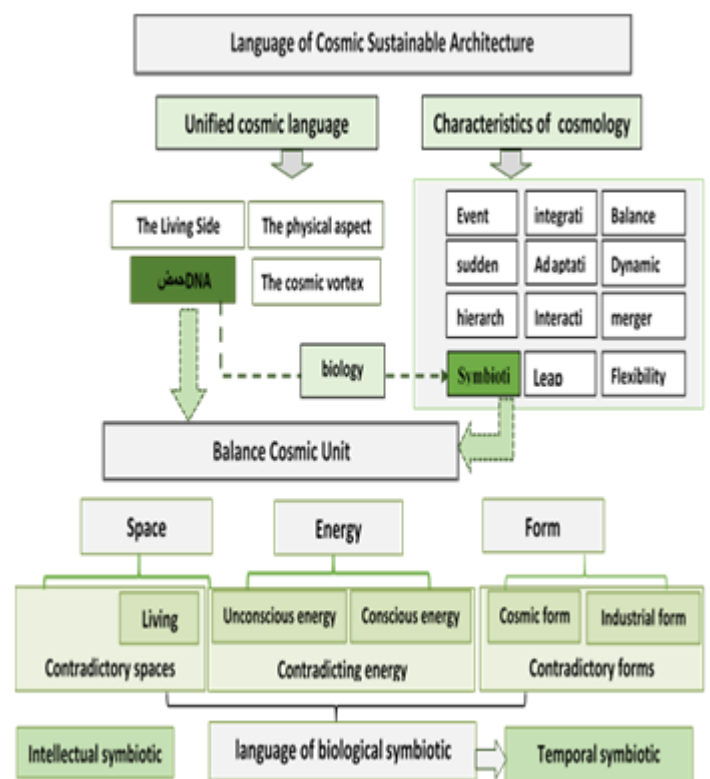 Language of Cosmic Sustainable Architecture
Unified cosmic language
Characteristics of cosmology
The Living Side
The physical aspect
حمضDNA
The cosmic vortex
Event
integrati
Balance
sudden
Adaptati
Dynamic
hierarch
Interacti
merger
Symbioti
Leap
Flexibility
biology
Balance Cosmic Unit
Space
Energy
Form
Living
Unconscious energy
Conscious energy
Cosmic form
Industrial form
Contradictory spaces
Contradicting energy
Contradictory forms
Intellectual symbiotic
language of biological symbiotic
Temporal symbiotic